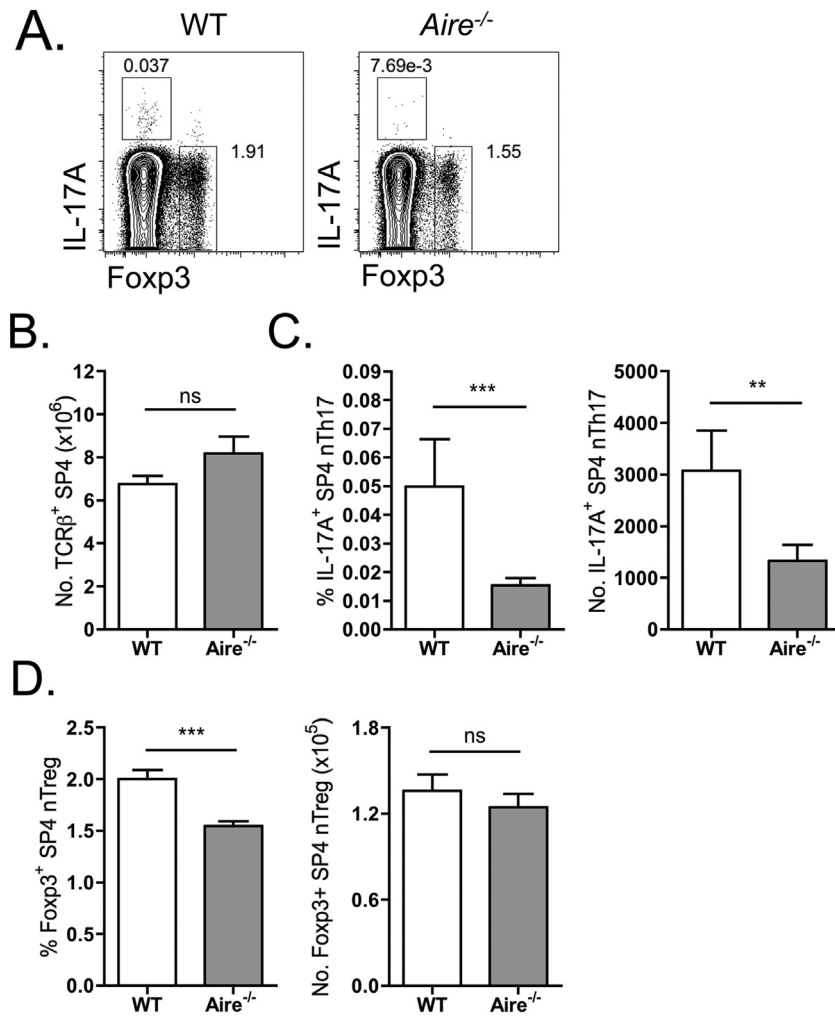 A.
WT
Aire-/-
0.037
1.91
IL-17A
Foxp3
7.69e-3
1.55
IL-17A
Foxp3
B.
No. TCRβ+ SP4 (x10⁶)
12
10
8
6
4
2
0
ns
WT
Aire-/-
C.
% IL-17A+ SP4 nTh17
0.09
0.08
0.07
0.06
0.05
0.04
0.03
0.02
0.01
0.00
***
WT
Aire-/-
No. IL-17A+ SP4 nTh17
5000
4000
3000
2000
1000
0
**
WT
Aire-/-
D.
% Foxp3+ SP4 nTreg
2.5
2.0
1.5
1.0
0.5
0.0
***
WT
Aire-/-
No. Foxp3+ SP4 nTreg (x10⁵)
1.8
1.2
0.6
0.0
ns
WT
Aire-/-